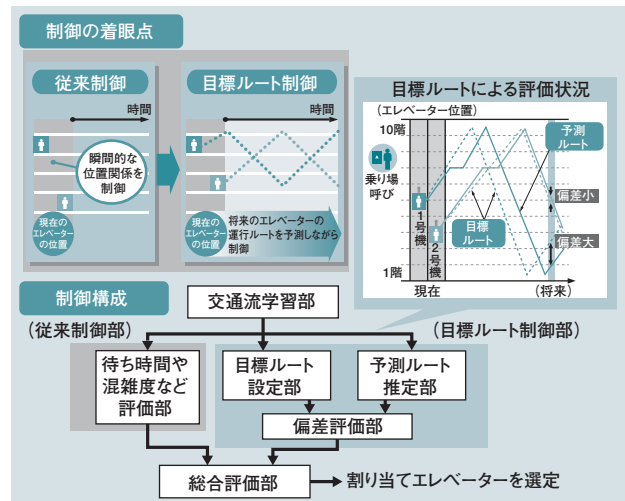 制御の着眼点
従来制御
時間
瞬間的な
位置関係を
制御
現在の
エレベーター
の位置
目標ルート制御
時間
現在の
エレベーター
の位置
将来のエレベーターの
運行ルートを予測しながら
制御
目標ルートによる評価状況
(エレベーター位置)
10階
予測
ルート
乗り場
呼び
1号機
2号機
目標
ルート
偏差小
偏差大
1階
現在
(将来)
制御構成
交通流学習部
(従来制御部)
(目標ルート制御部)
待ち時間や
混雑度など
評価部
目標ルート
設定部
予測ルート
推定部
偏差評価部
総合評価部
割り当てエレベーターを選定